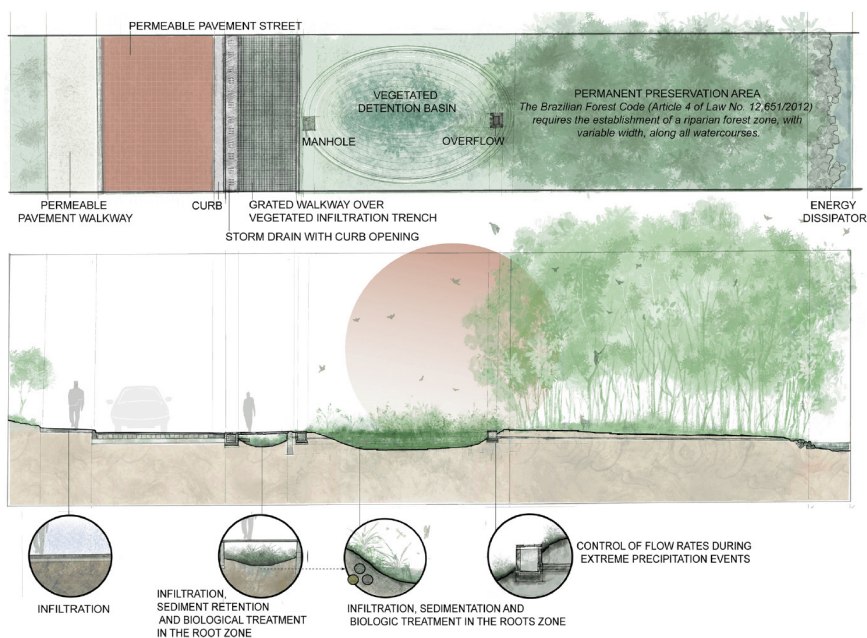 PERMEABLE PAVEMENT STREET
VEGETATED
DETENTION BASIN
MANHOLE
OVERFLOW
PERMANENT PRESERVATION AREA
The Brazilian Forest Code (Article 4 of Law No. 12,651/2012)
requires the establishment of a riparian forest zone, with
variable width, along all watercourses.
PERMEABLE
PAVEMENT WALKWAY
CURB
GRATED WALKWAY OVER
VEGETATED INFILTRATION TRENCH
STORM DRAIN WITH CURB OPENING
ENERGY
DISSIPATOR
INFILTRATION
INFILTRATION,
SEDIMENT RETENTION
AND BIOLOGICAL TREATMENT
IN THE ROOT ZONE
INFILTRATION, SEDIMENTATION AND
BIOLOGIC TREATMENT IN THE ROOTS ZONE
CONTROL OF FLOW RATES DURING
EXTREME PRECIPITATION EVENTS